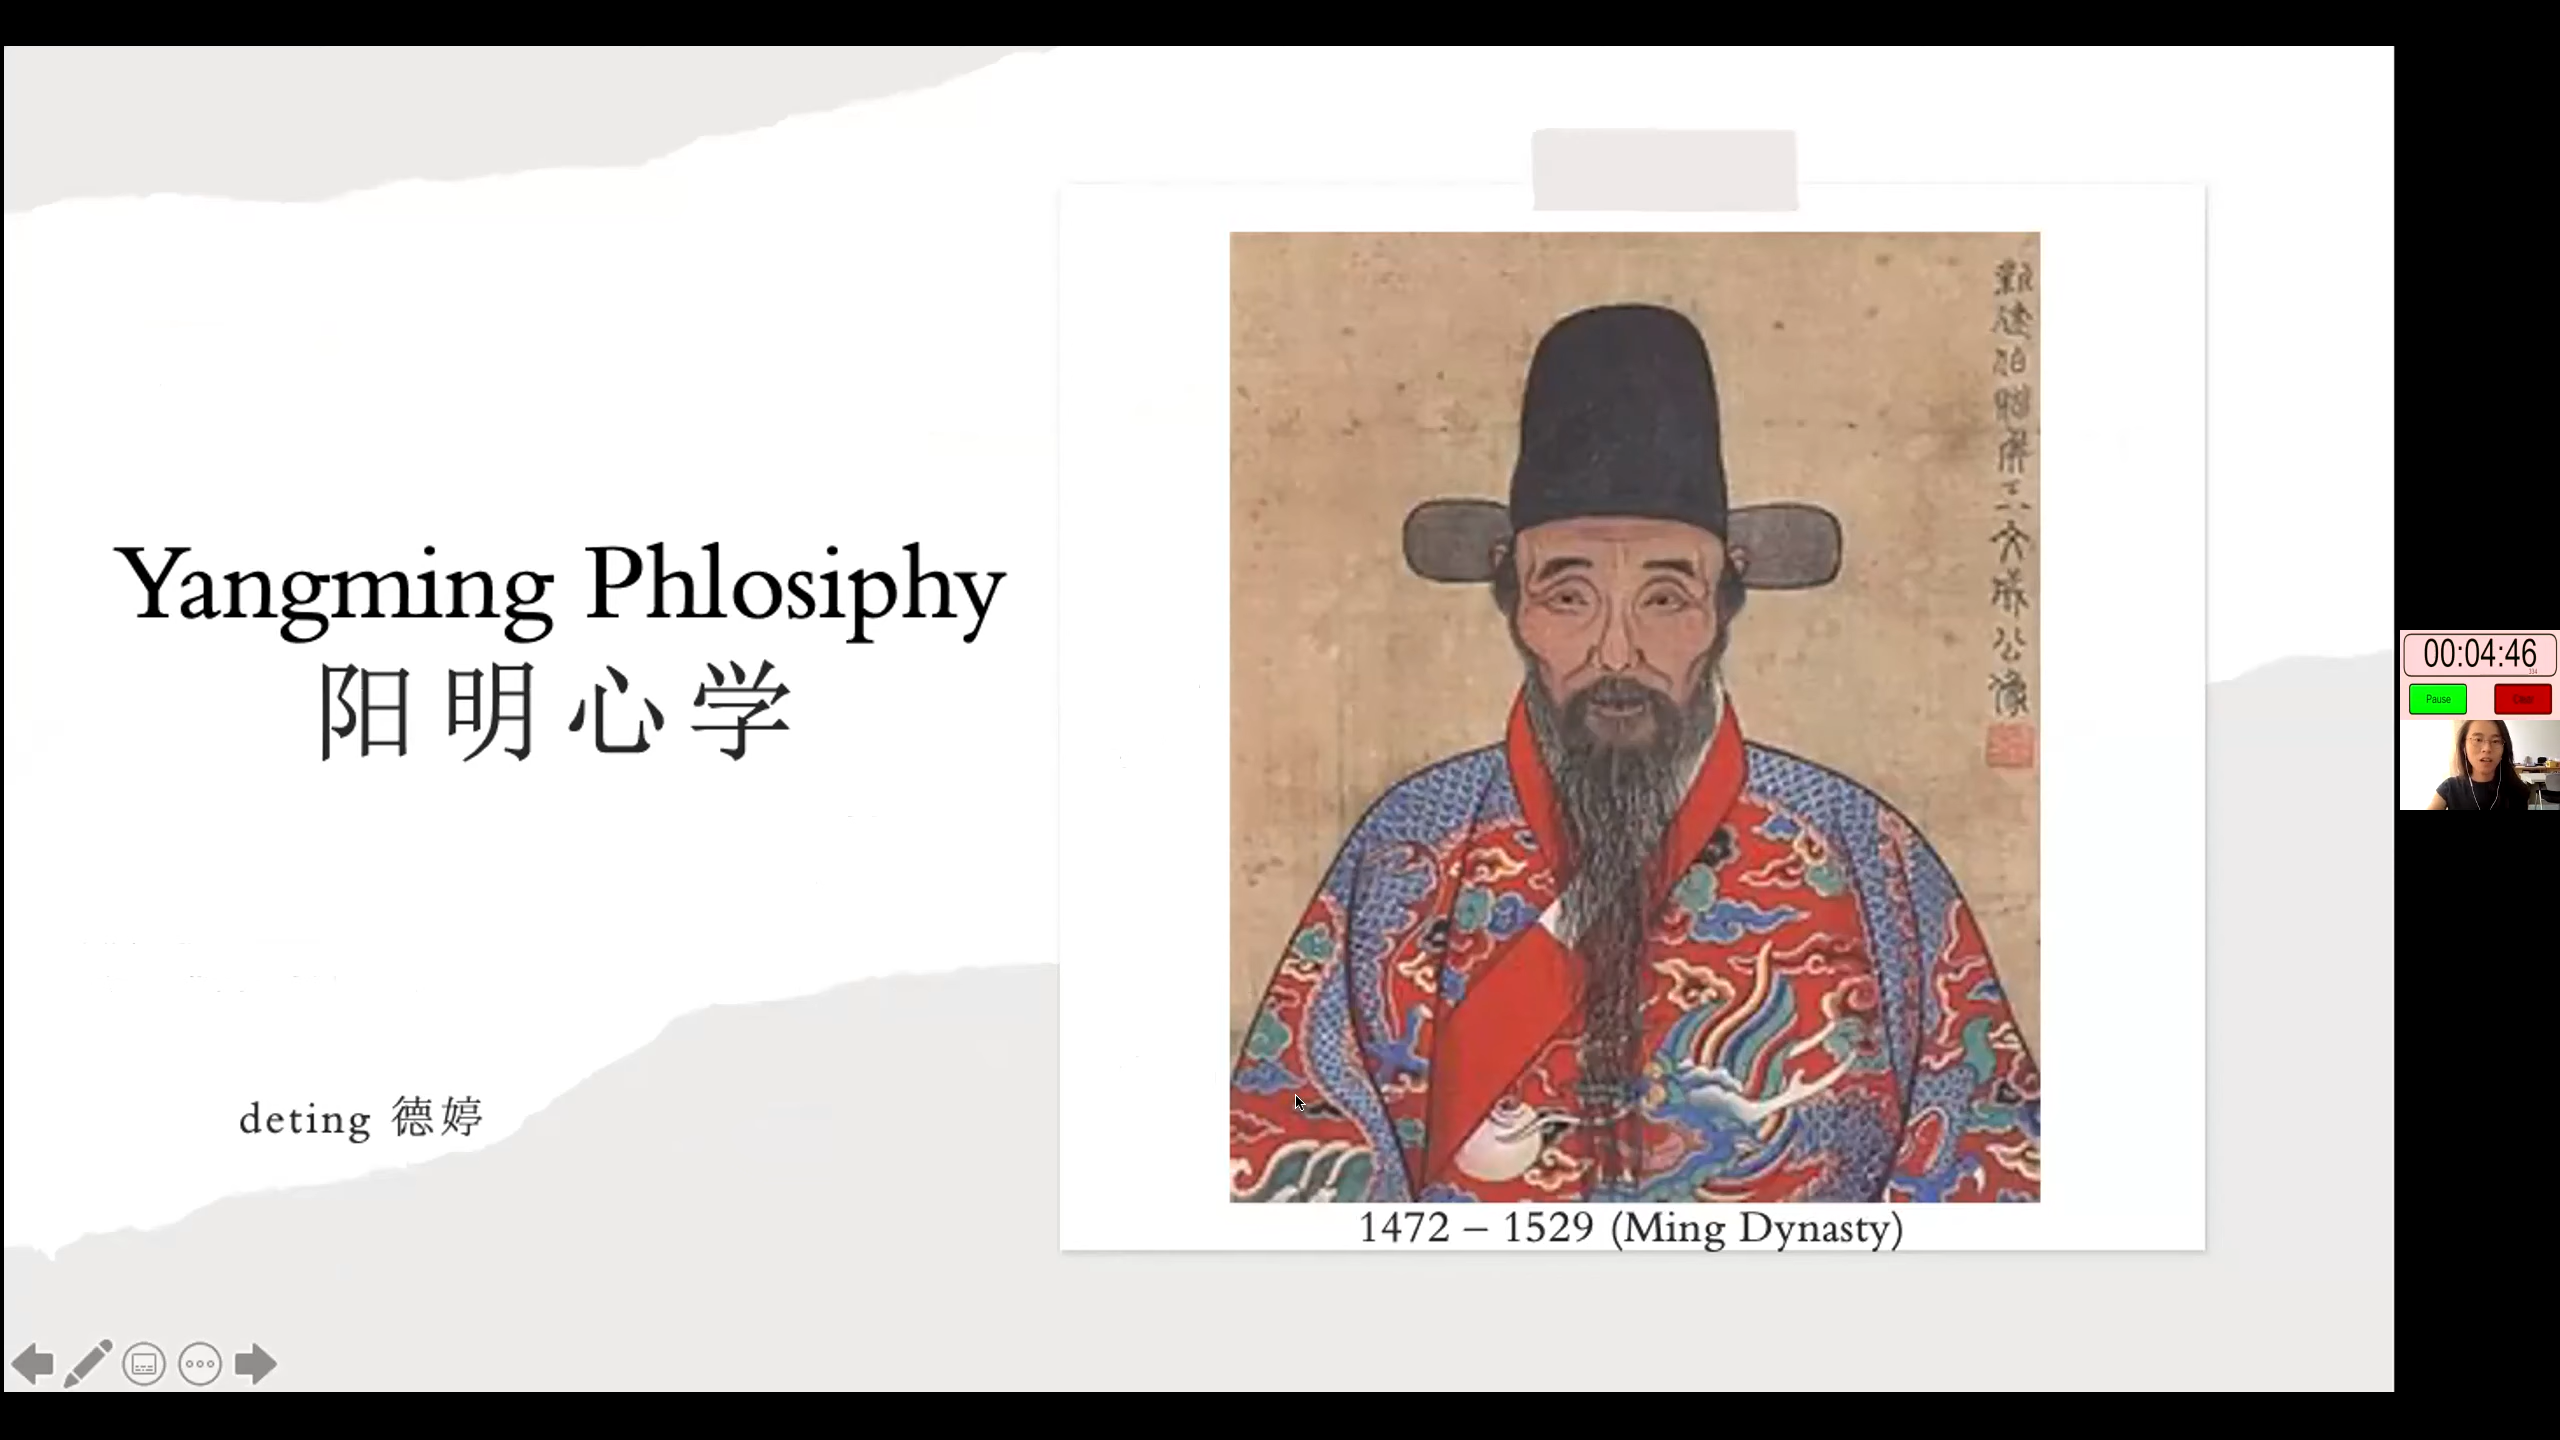 Yangming Phlosiphy
阳明心学
deting 德婷
1472 – 1529 (Ming Dynasty)
00:04:46
Pause